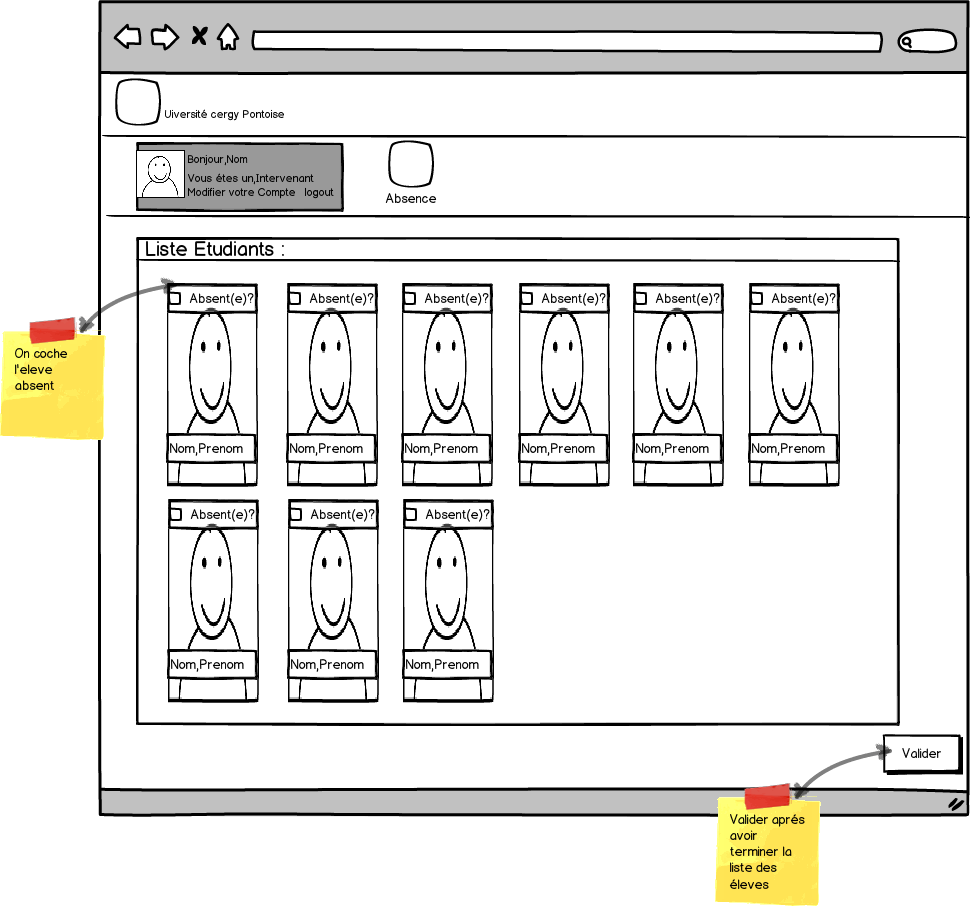 Uiversité cergy Pontoise
Bonjour,Nom
Vous étes un,Intervenant
Modifier votre Compte logout
Absence
Liste Etudiants :
Absent(e)? Absent(e)? Absent(e)? Absent(e)? Absent(e)? Absent(e)?
On coche
l'eleve
absent
Nom,Prenom Nom,Prenom Nom,Prenom Nom,Prenom Nom,Prenom Nom,Prenom
Absent(e)? Absent(e)? Absent(e)?
Nom,Prenom Nom,Prenom Nom,Prenom
Valider
Valider aprés
avoir
terminer la
liste des
éleves